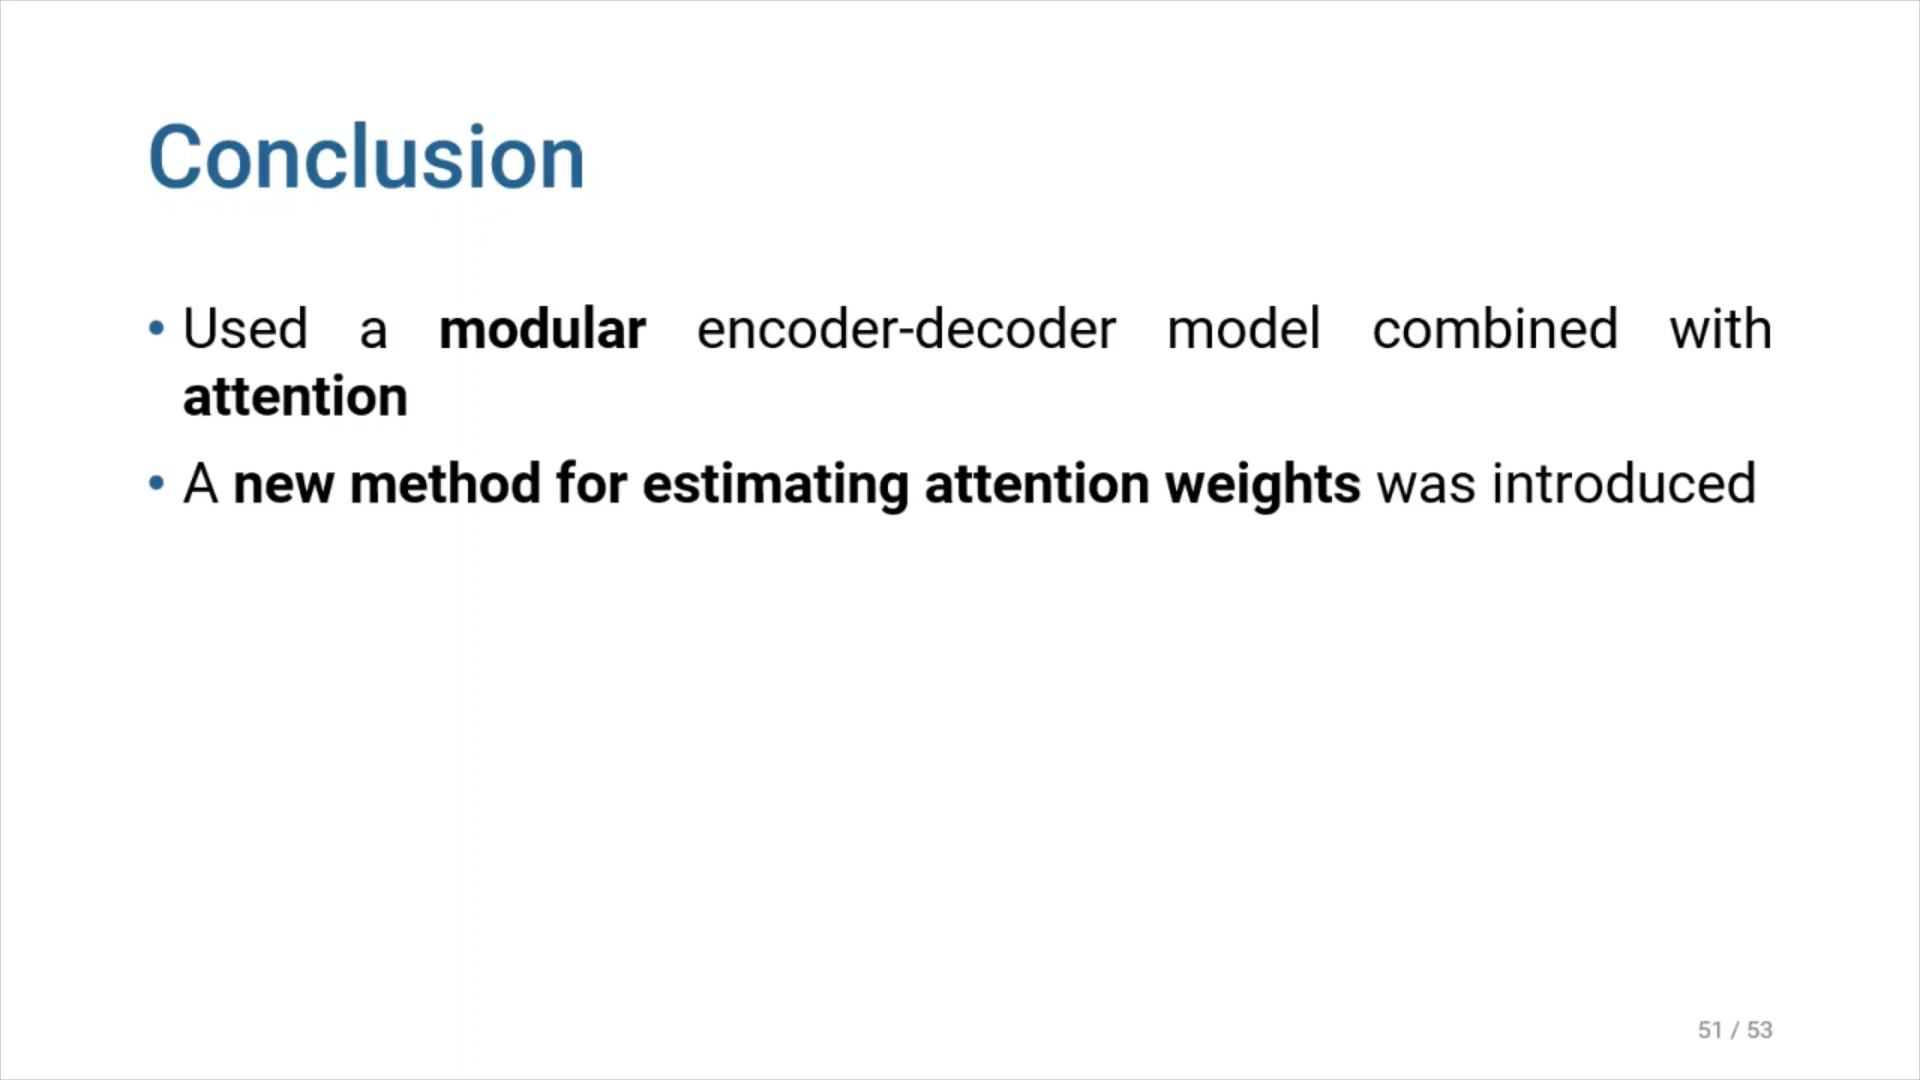 Conclusion
• Used a modular encoder-decoder model combined with
attention
• A new method for estimating attention weights was introduced
51 / 53